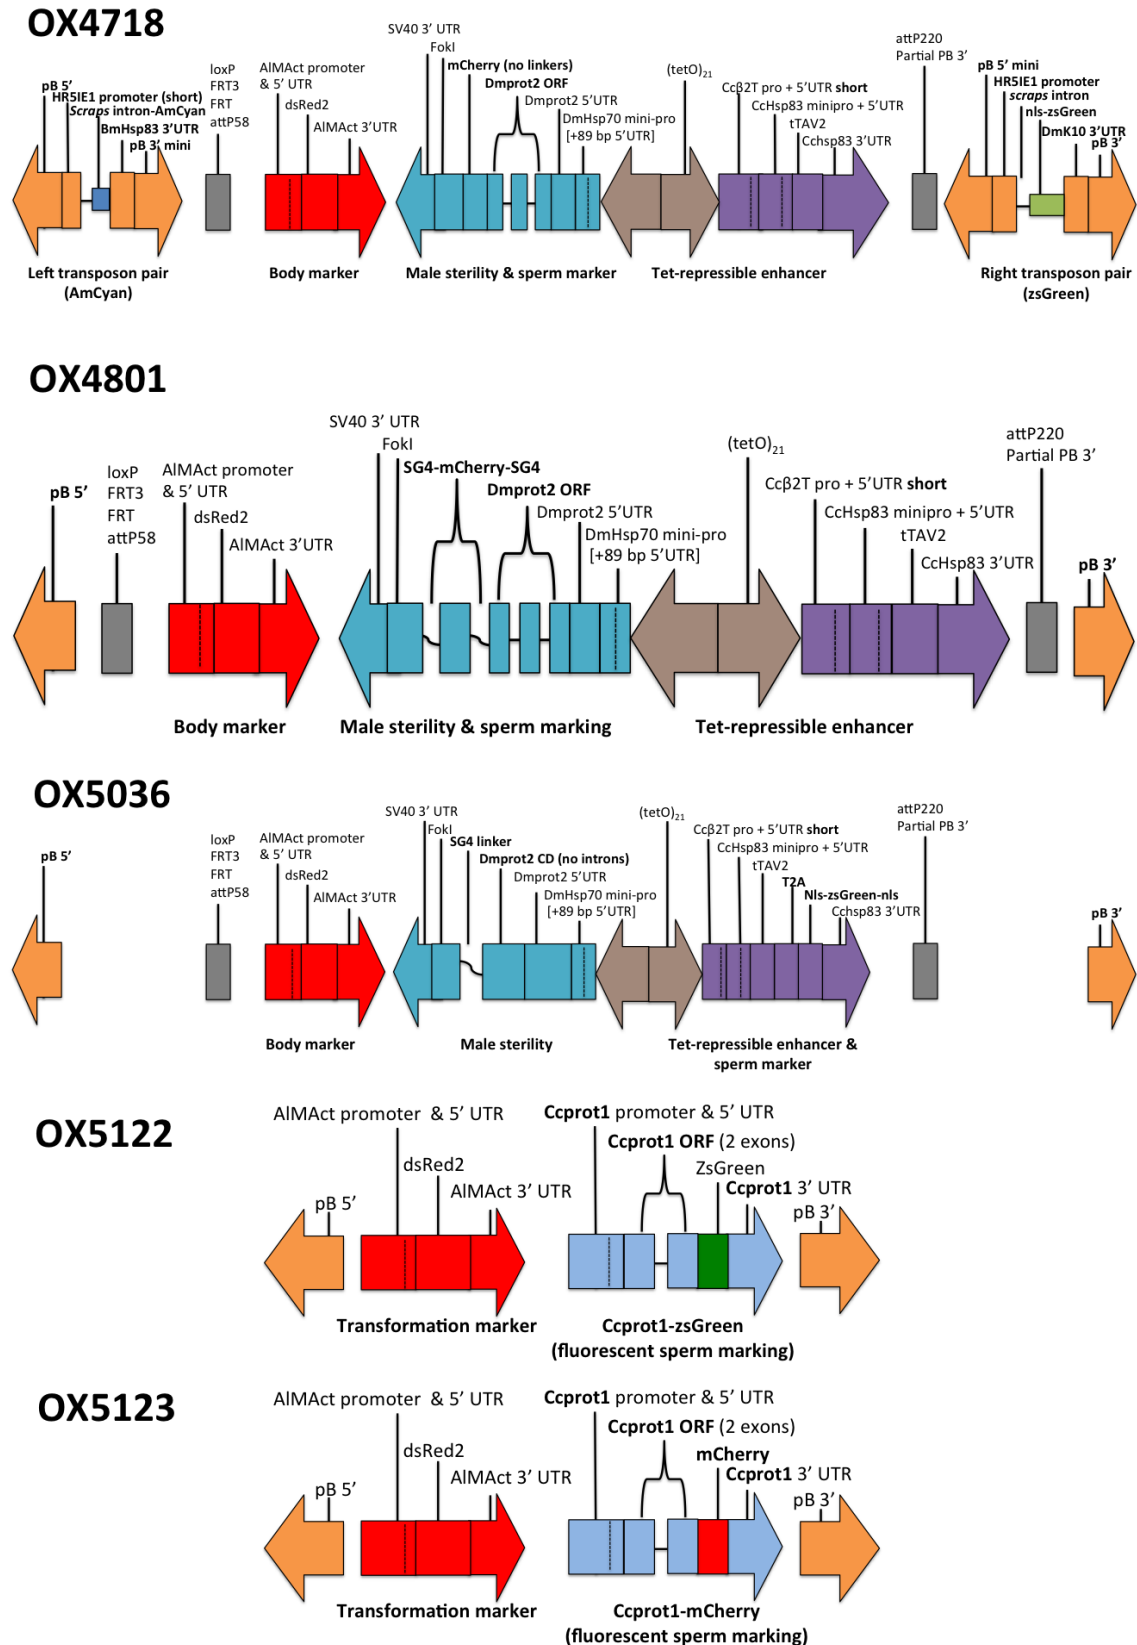 OX4718
pB 5’
HR5IE1 promoter (short)
Scraps intron-AmCyan
BmHsp83 3’UTR
pB 3’ mini
loxP
FRT3
FRT
attP58
AlMAct promoter
& 5’ UTR
dsRed2
AlMAct 3’UTR
SV40 3’ UTR
FokI
mCherry (no linkers)
Dmprot2 ORF
Dmprot2 5’UTR
DmHsp70 mini-pro
[+89 bp 5’UTR]
(tetO)21
Ccβ2T pro + 5’UTR short
CcHsp83 minipro + 5’UTR
tTAV2
Cchsp83 3’UTR
attP220
Partial PB 3’
pB 5’ mini
HR5IE1 promoter
scraps intron
nls-zsGreen
DmK10 3’UTR
pB 3’
Left transposon pair
(AmCyan)
Body marker
Male sterility & sperm marker
Tet-repressible enhancer
Right transposon pair
(zsGreen)
OX4801
pB 5’
loxP
FRT3
FRT
attP58
AlMAct promoter
& 5’ UTR
dsRed2
AlMAct 3’UTR
SV40 3’ UTR
FokI
SG4-mCherry-SG4
Dmprot2 ORF
Dmprot2 5’UTR
DmHsp70 mini-pro
[+89 bp 5’UTR]
(tetO)21
Ccβ2T pro + 5’UTR short
CcHsp83 minipro + 5’UTR
tTAV2
CcHsp83 3’UTR
attP220
Partial PB 3’
pB 3’
Body marker
Male sterility & sperm marking
Tet-repressible enhancer
OX5036
pB 5’
loxP
FRT3
FRT
attP58
AlMAct promoter
& 5’ UTR
dsRed2
AlMAct 3’UTR
SV40 3’ UTR
FokI
SG4 linker
Dmprot2 CD (no introns)
Dmprot2 5’UTR
DmHsp70 mini-pro
[+89 bp 5’UTR]
(tetO)21
Ccβ2T pro + 5’UTR short
CcHsp83 minipro + 5’UTR
tTAV2
T2A
Nls-zsGreen-nls
Cchsp83 3’UTR
attP220
Partial PB 3’
pB 3’
Body marker
Male sterility
Tet-repressible enhancer &
sperm marker
OX5122
pB 5’
AlMAct promoter & 5’ UTR
dsRed2
AlMAct 3’ UTR
Ccprot1 promoter & 5’ UTR
Ccprot1 ORF (2 exons)
ZsGreen
Ccprot1 3’ UTR
pB 3’
Transformation marker
Ccprot1-zsGreen
(fluorescent sperm marking)
OX5123
pB 5’
AlMAct promoter & 5’ UTR
dsRed2
AlMAct 3’ UTR
Ccprot1 promoter & 5’ UTR
Ccprot1 ORF (2 exons)
mCherry
Ccprot1 3’ UTR
pB 3’
Transformation marker
Ccprot1-mCherry
(fluorescent sperm marking)